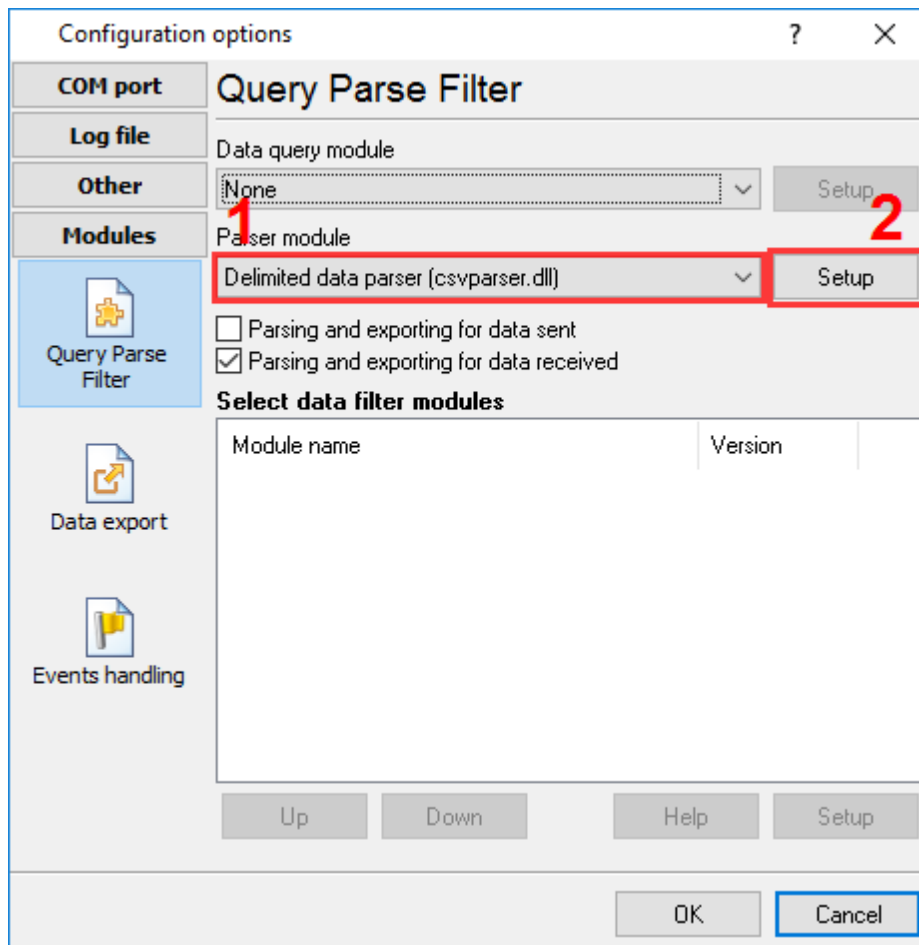 Configuration options
?
COM port
Log file
Other
Modules
Query Parse
Filter
Data export
Events handling
Query Parse Filter
Data query module
None
Setup
1
2
Parser module
Delimited data parser (csvparser.dll)
Setup
Parsing and exporting for data sent
Parsing and exporting for data received
Select data filter modules
Module name
Version
Up
Down
Help
Setup
OK
Cancel